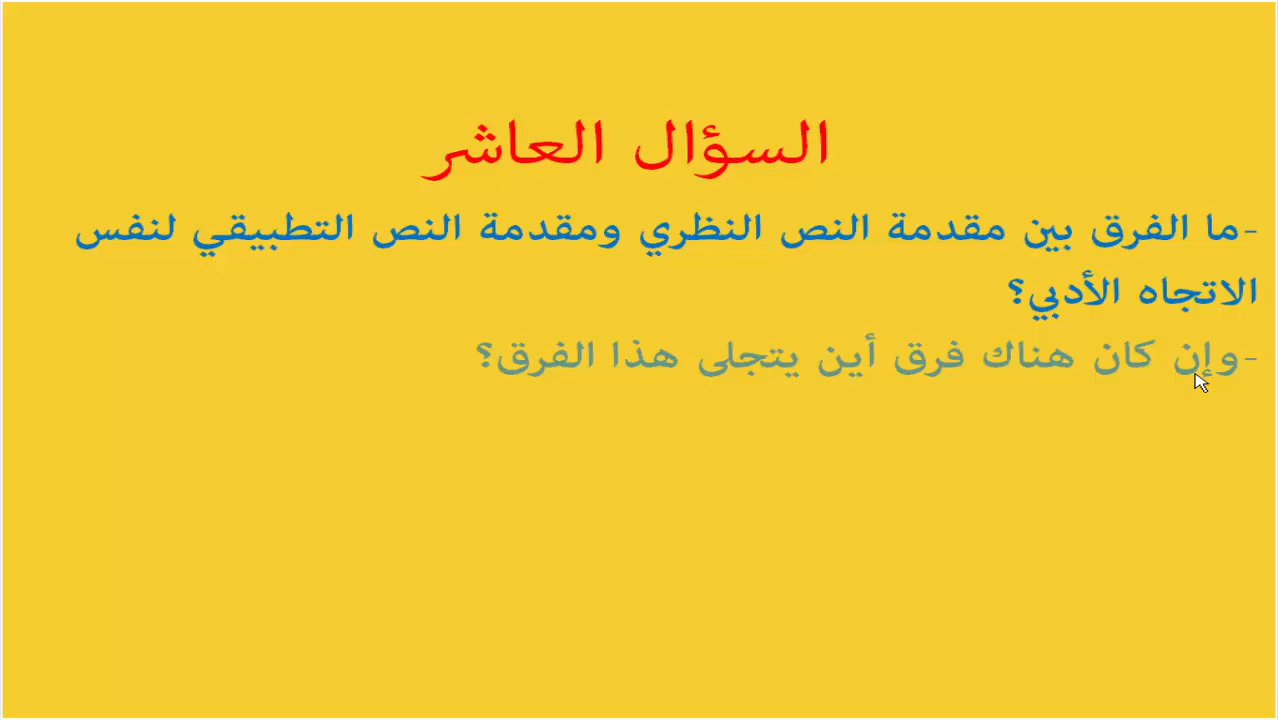 السؤال العاشر
-ما الفرق بين مقدمة النص النظري ومقدمة النص التطبيقي لنفس
الاتجاه الأدبي؟
-وإن كان هناك فرق أين يتجلى هذا الفرق؟